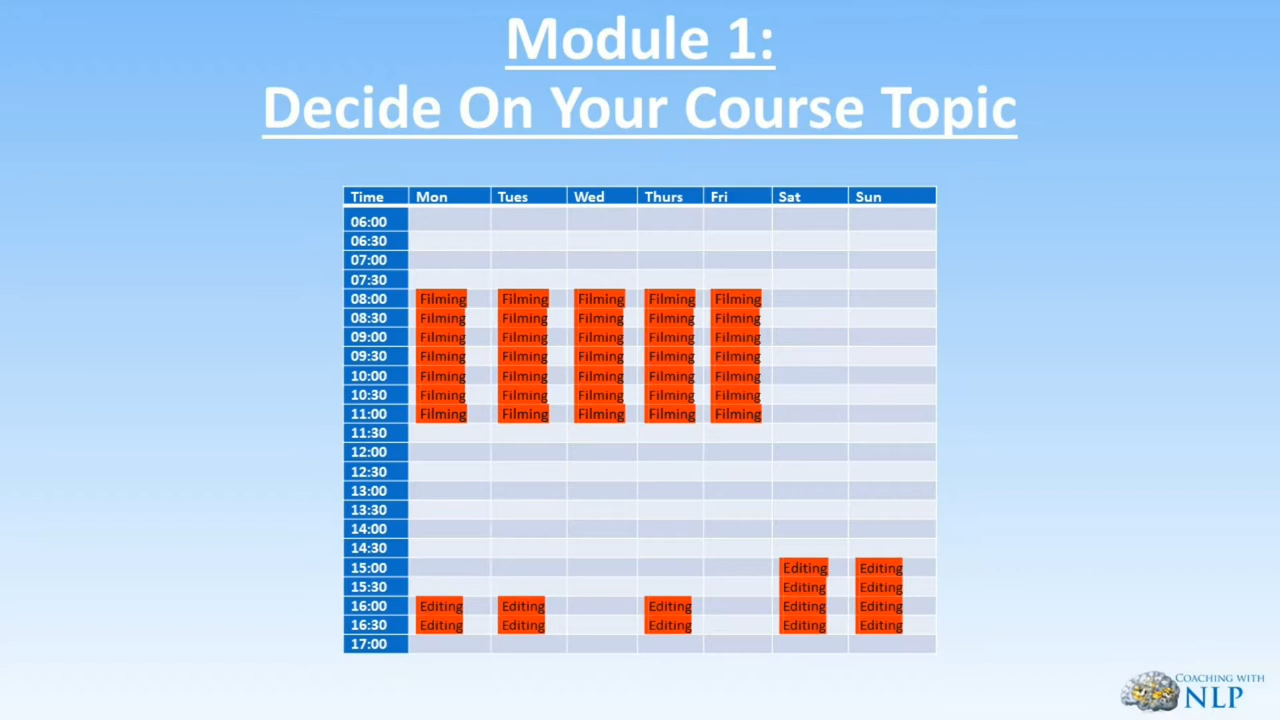 Module 1:
Decide On Your Course Topic
Time Mon Tues Wed Thurs Fri Sat Sun
06:00
06:30
07:00
07:30
08:00 Filming Filming Filming Filming Filming
08:30 Filming Filming Filming Filming Filming
09:00 Filming Filming Filming Filming Filming
09:30 Filming Filming Filming Filming Filming
10:00 Filming Filming Filming Filming Filming
10:30 Filming Filming Filming Filming Filming
11:00 Filming Filming Filming Filming Filming
11:30
12:00
12:30
13:00
13:30
14:00
14:30
15:00 Editing Editing
15:30 Editing Editing
16:00 Editing Editing Editing Editing Editing
16:30 Editing Editing Editing Editing Editing
17:00
COACHING WITH
NLP